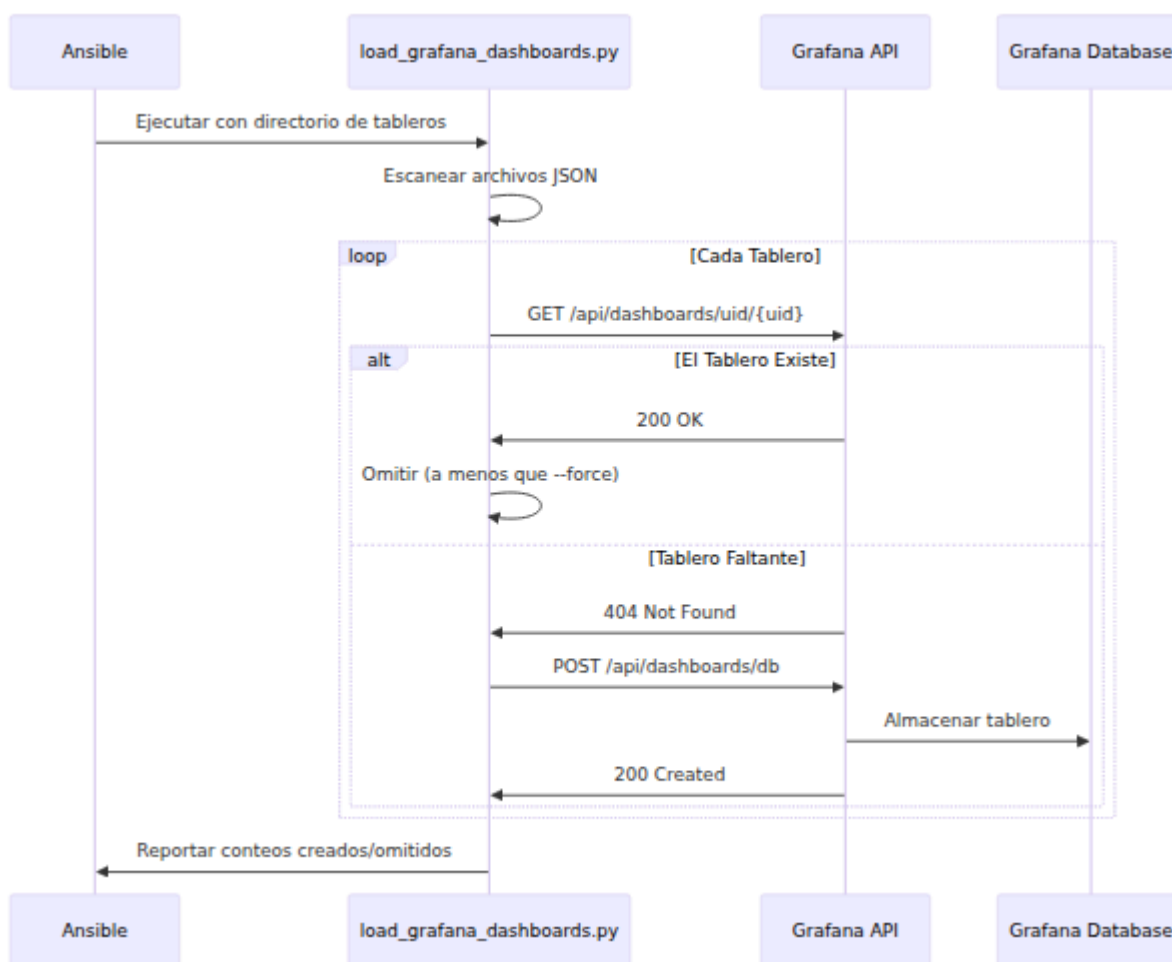 Ansible
load_grafana_dashboards.py
Grafana API
Grafana Database
Ejecutar con directorio de tableros
Escanear archivos JSON
loop
[Cada Tablero]
GET /api/dashboards/uid/{uid}
alt
[El Tablero Existe]
200 OK
Omitir (a menos que --force)
[Tablero Faltante]
404 Not Found
POST /api/dashboards/db
Almacenar tablero
200 Created
Reportar conteos creados/omitidos
Ansible
load_grafana_dashboards.py
Grafana API
Grafana Database